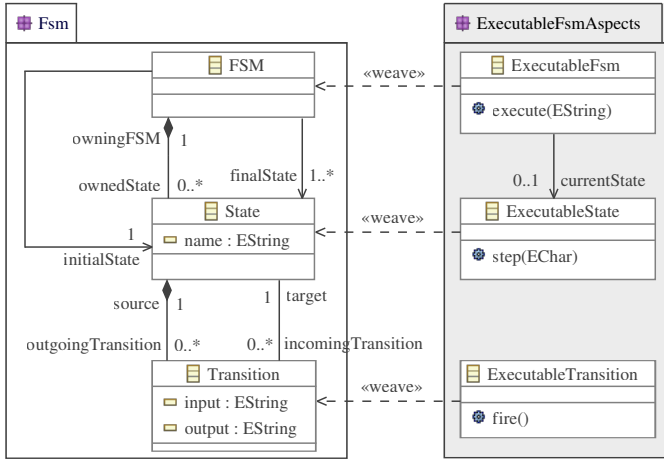 Fsm
ExecutableFsmAspects
FSM
«weave»
ExecutableFsm
execute(EString)
owningFSM
1
finalState
1..*
ownedState
0..*
0..1
currentState
State
«weave»
ExecutableState
1
name : EString
initialState
step(EChar)
source
1
1
target
outgoingTransition
0..*
0..*
incomingTransition
Transition
«weave»
ExecutableTransition
input : EString
output : EString
fire()